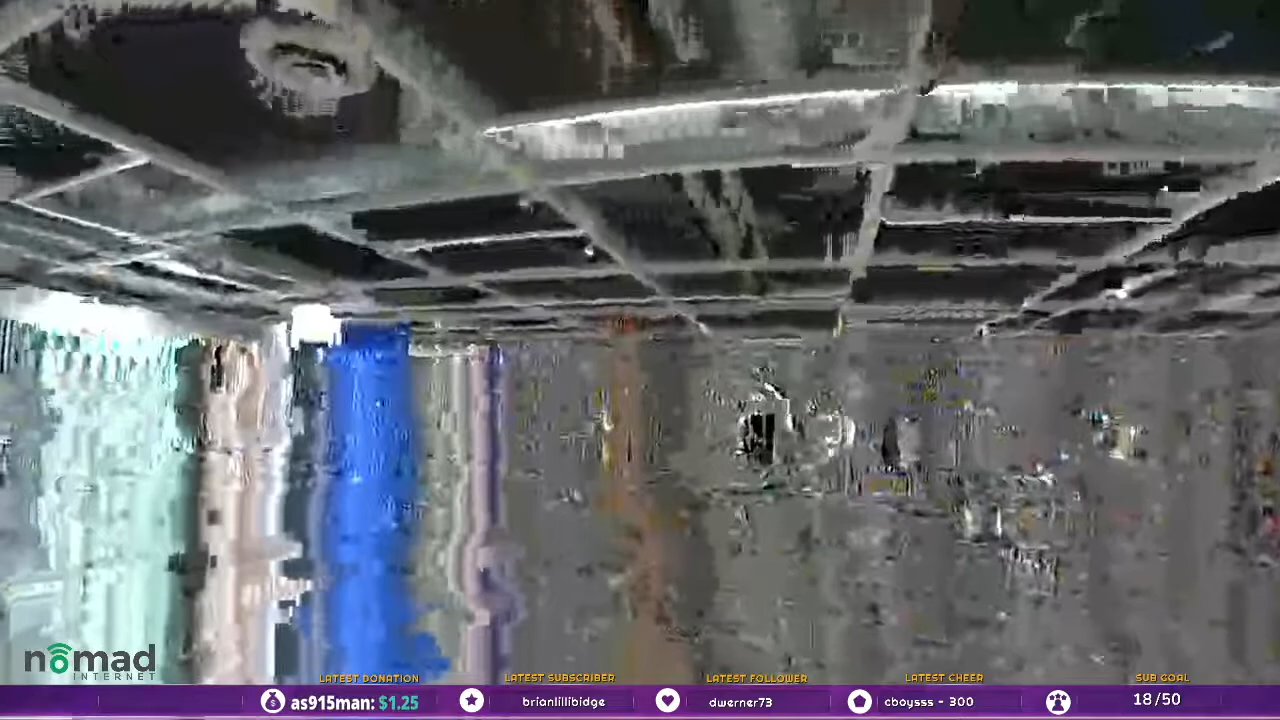 nomad
INTERNET
LATEST DONATION
as915man: $1.25
LATEST SUBSCRIBER
brianlillibidge
LATEST FOLLOWER
dwerner73
LATEST CHEER
cboysss - 300
SUB GOAL
18/50